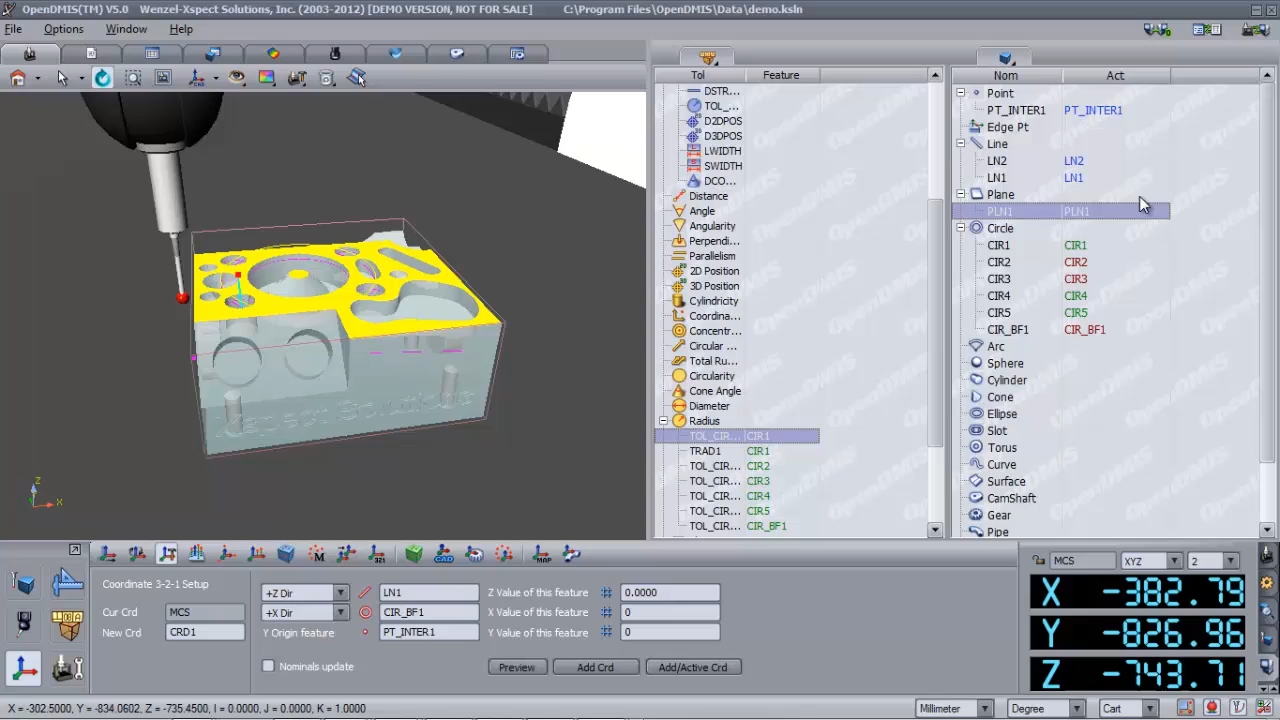 OpenDMIS(TM) V5.0 Wenzel-Xspect Solutions, Inc. (2003-2012) [DEMO VERSION, NOT FOR SALE] C:\Program Files\OpenDMIS\Data\demo.ksln
File Options Window Help
Tol Feature
DSTR...
TOL_...
D2DPOS
D3DPOS
LWIDTH
SWIDTH
DCO...
Distance
Angle
Angularity
Perpendi...
Parallelism
2D Position
3D Position
Cylindricity
Coordina...
Concentr...
Circular ...
Total Ru...
Circularity
Cone Angle
Diameter
Radius
TOL_CIR... CIR1
TRAD1 CIR1
TOL_CIR... CIR2
TOL_CIR... CIR3
TOL_CIR... CIR4
TOL_CIR... CIR5
TOL_CIR... CIR_BF1
Nom Act
Point
PT_INTER1 PT_INTER1
Edge Pt
Line
LN2 LN2
LN1 LN1
Plane
PLN1 PLN1
Circle
CIR1 CIR1
CIR2 CIR2
CIR3 CIR3
CIR4 CIR4
CIR5 CIR5
CIR_BF1 CIR_BF1
Arc
Sphere
Cylinder
Cone
Ellipse
Slot
Torus
Curve
Surface
CamShaft
Gear
Pipe
Z
X
Coordinate 3-2-1 Setup
Cur Crd MCS
New Crd CRD1
Nominals update
+Z Dir LN1 Z Value of this feature 0.0000
+X Dir CIR_BF1 X Value of this feature 0
Y Origin feature PT_INTER1 Y Value of this feature 0
Preview Add Crd Add/Active Crd
MCS XYZ 2
X -382.79
Y -826.96
Z -743.71
X = -302.5000, Y = -834.0602, Z = -735.4500, I = 0.0000, J = 0.0000, K = 1.0000
Millimeter Degree Cart